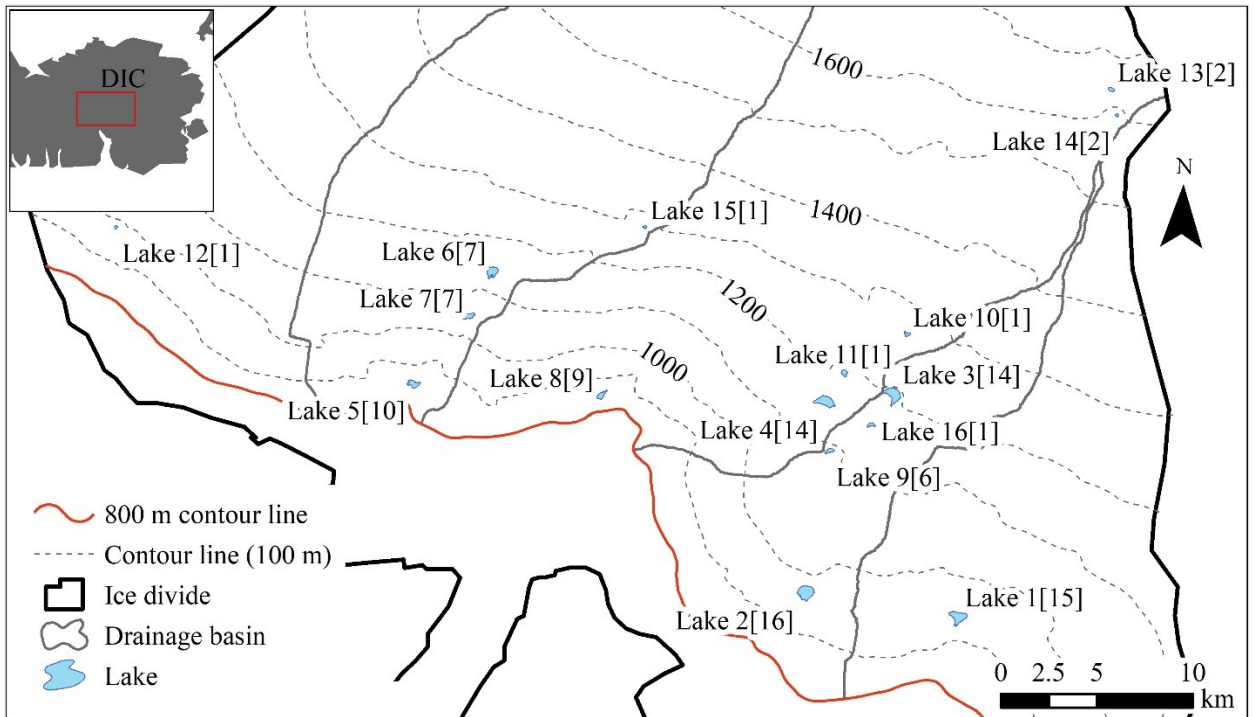 DIC
1600
Lake 13[2]
Lake 14[2]
N
Lake 15[1]
1400
Lake 12[1]
Lake 6[7]
Lake 7[7]
1200
Lake 10[1]
Lake 11[1]
1000
Lake 8[9]
Lake 3[14]
Lake 5[10]
Lake 4[14]
Lake 16[1]
Lake 9[6]
800 m contour line
Contour line (100 m)
Ice divide
Drainage basin
Lake
Lake 1[15]
Lake 2[16]
0 2.5 5 10
km